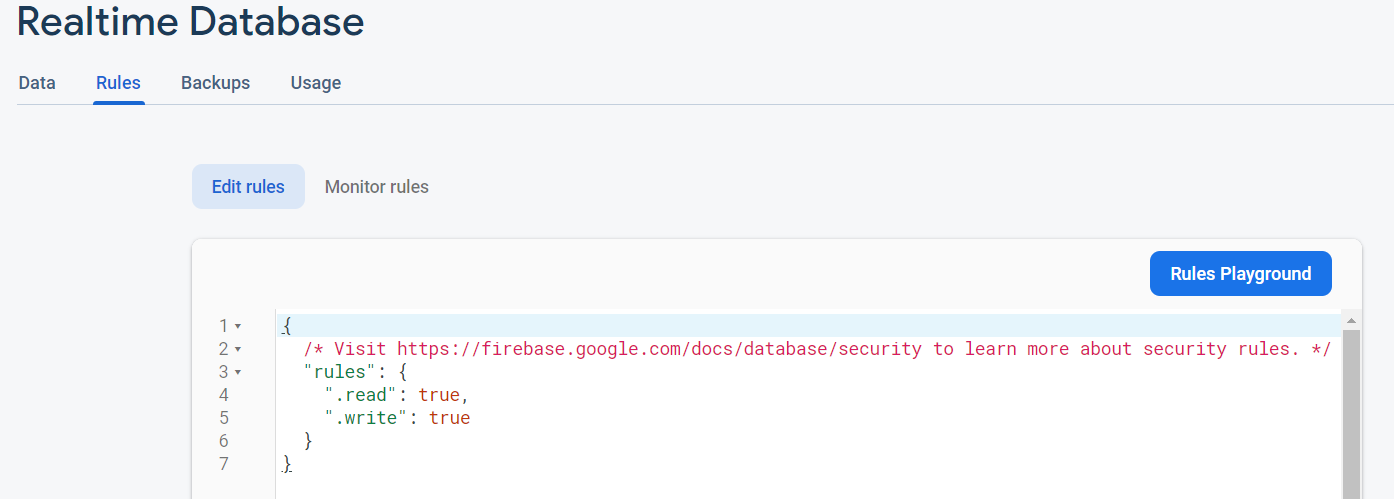 Realtime Database
Data Rules Backups Usage
Edit rules Monitor rules
Rules Playground
1 {
2 /* Visit https://firebase.google.com/docs/database/security to learn more about security rules. */
3 "rules": {
4 ".read": true,
5 ".write": true
6 }
7 }